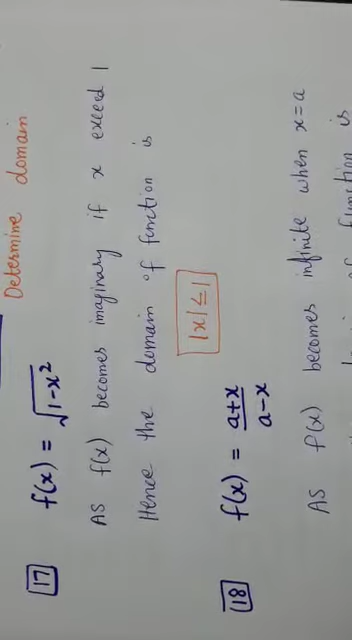 Determine domain
17 f(x) = √1-x²
AS f(x) becomes imaginary if x exceed 1
Hence the domain of function is
|x| ≤ 1
18 f(x) = a+x / a-x
AS f(x) becomes infinite when x = a
of function is